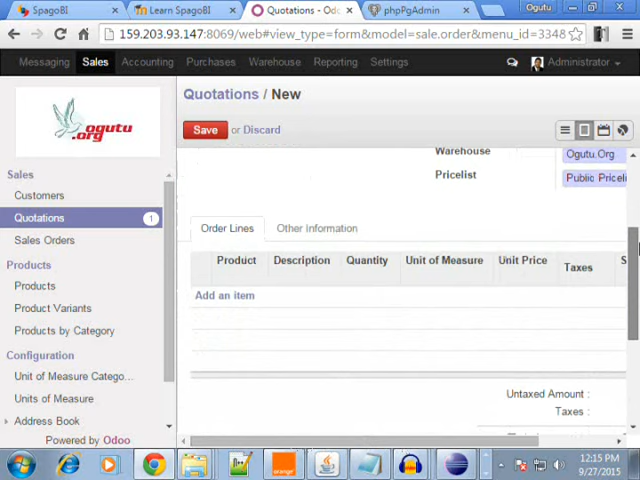 SpagoBI
Learn SpagoBI
Quotations - Odo
phpPgAdmin
Ogutu
159.203.93.147:8069/web#view_type=form&model=sale.order&menu_id=3348
Messaging Sales Accounting Purchases Warehouse Reporting Settings Administrator
ogutu
.org
Quotations / New
Save or Discard
Sales
Customers
Quotations 1
Sales Orders
Products
Products
Product Variants
Products by Category
Configuration
Unit of Measure Catego...
Units of Measure
Address Book
Powered by Odoo
Warehouse Ogutu.Org
Pricelist Public Priceli
Order Lines Other Information
Product Description Quantity Unit of Measure Unit Price Taxes S
Add an item
Untaxed Amount :
Taxes :
orange
12:15 PM
9/27/2015